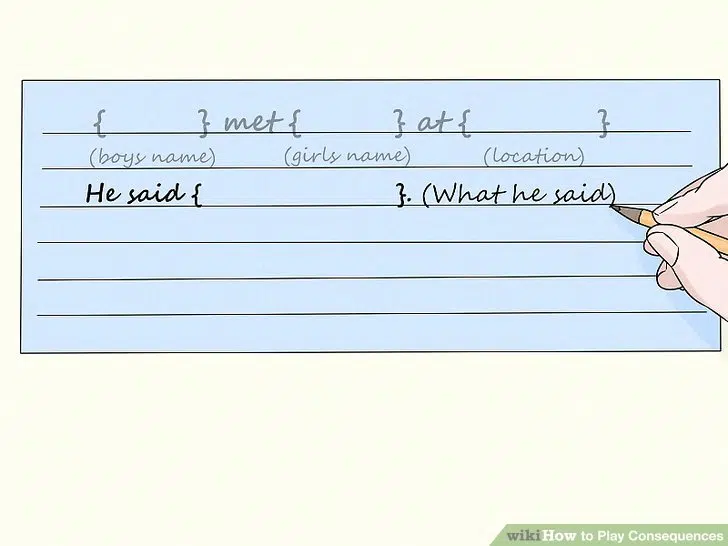 { } met { } at { }
(boys name) (girls name) (location)
He said { }. (What he said)
wikiHow to Play Consequences